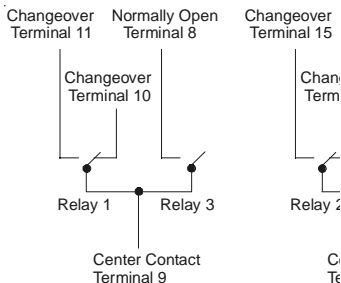 Changeover
Terminal 11
Normally Open
Terminal 8
Changeover
Terminal 15
Changeover
Terminal 10
Relay 1
Relay 3
Relay
Center Contact
Terminal 9